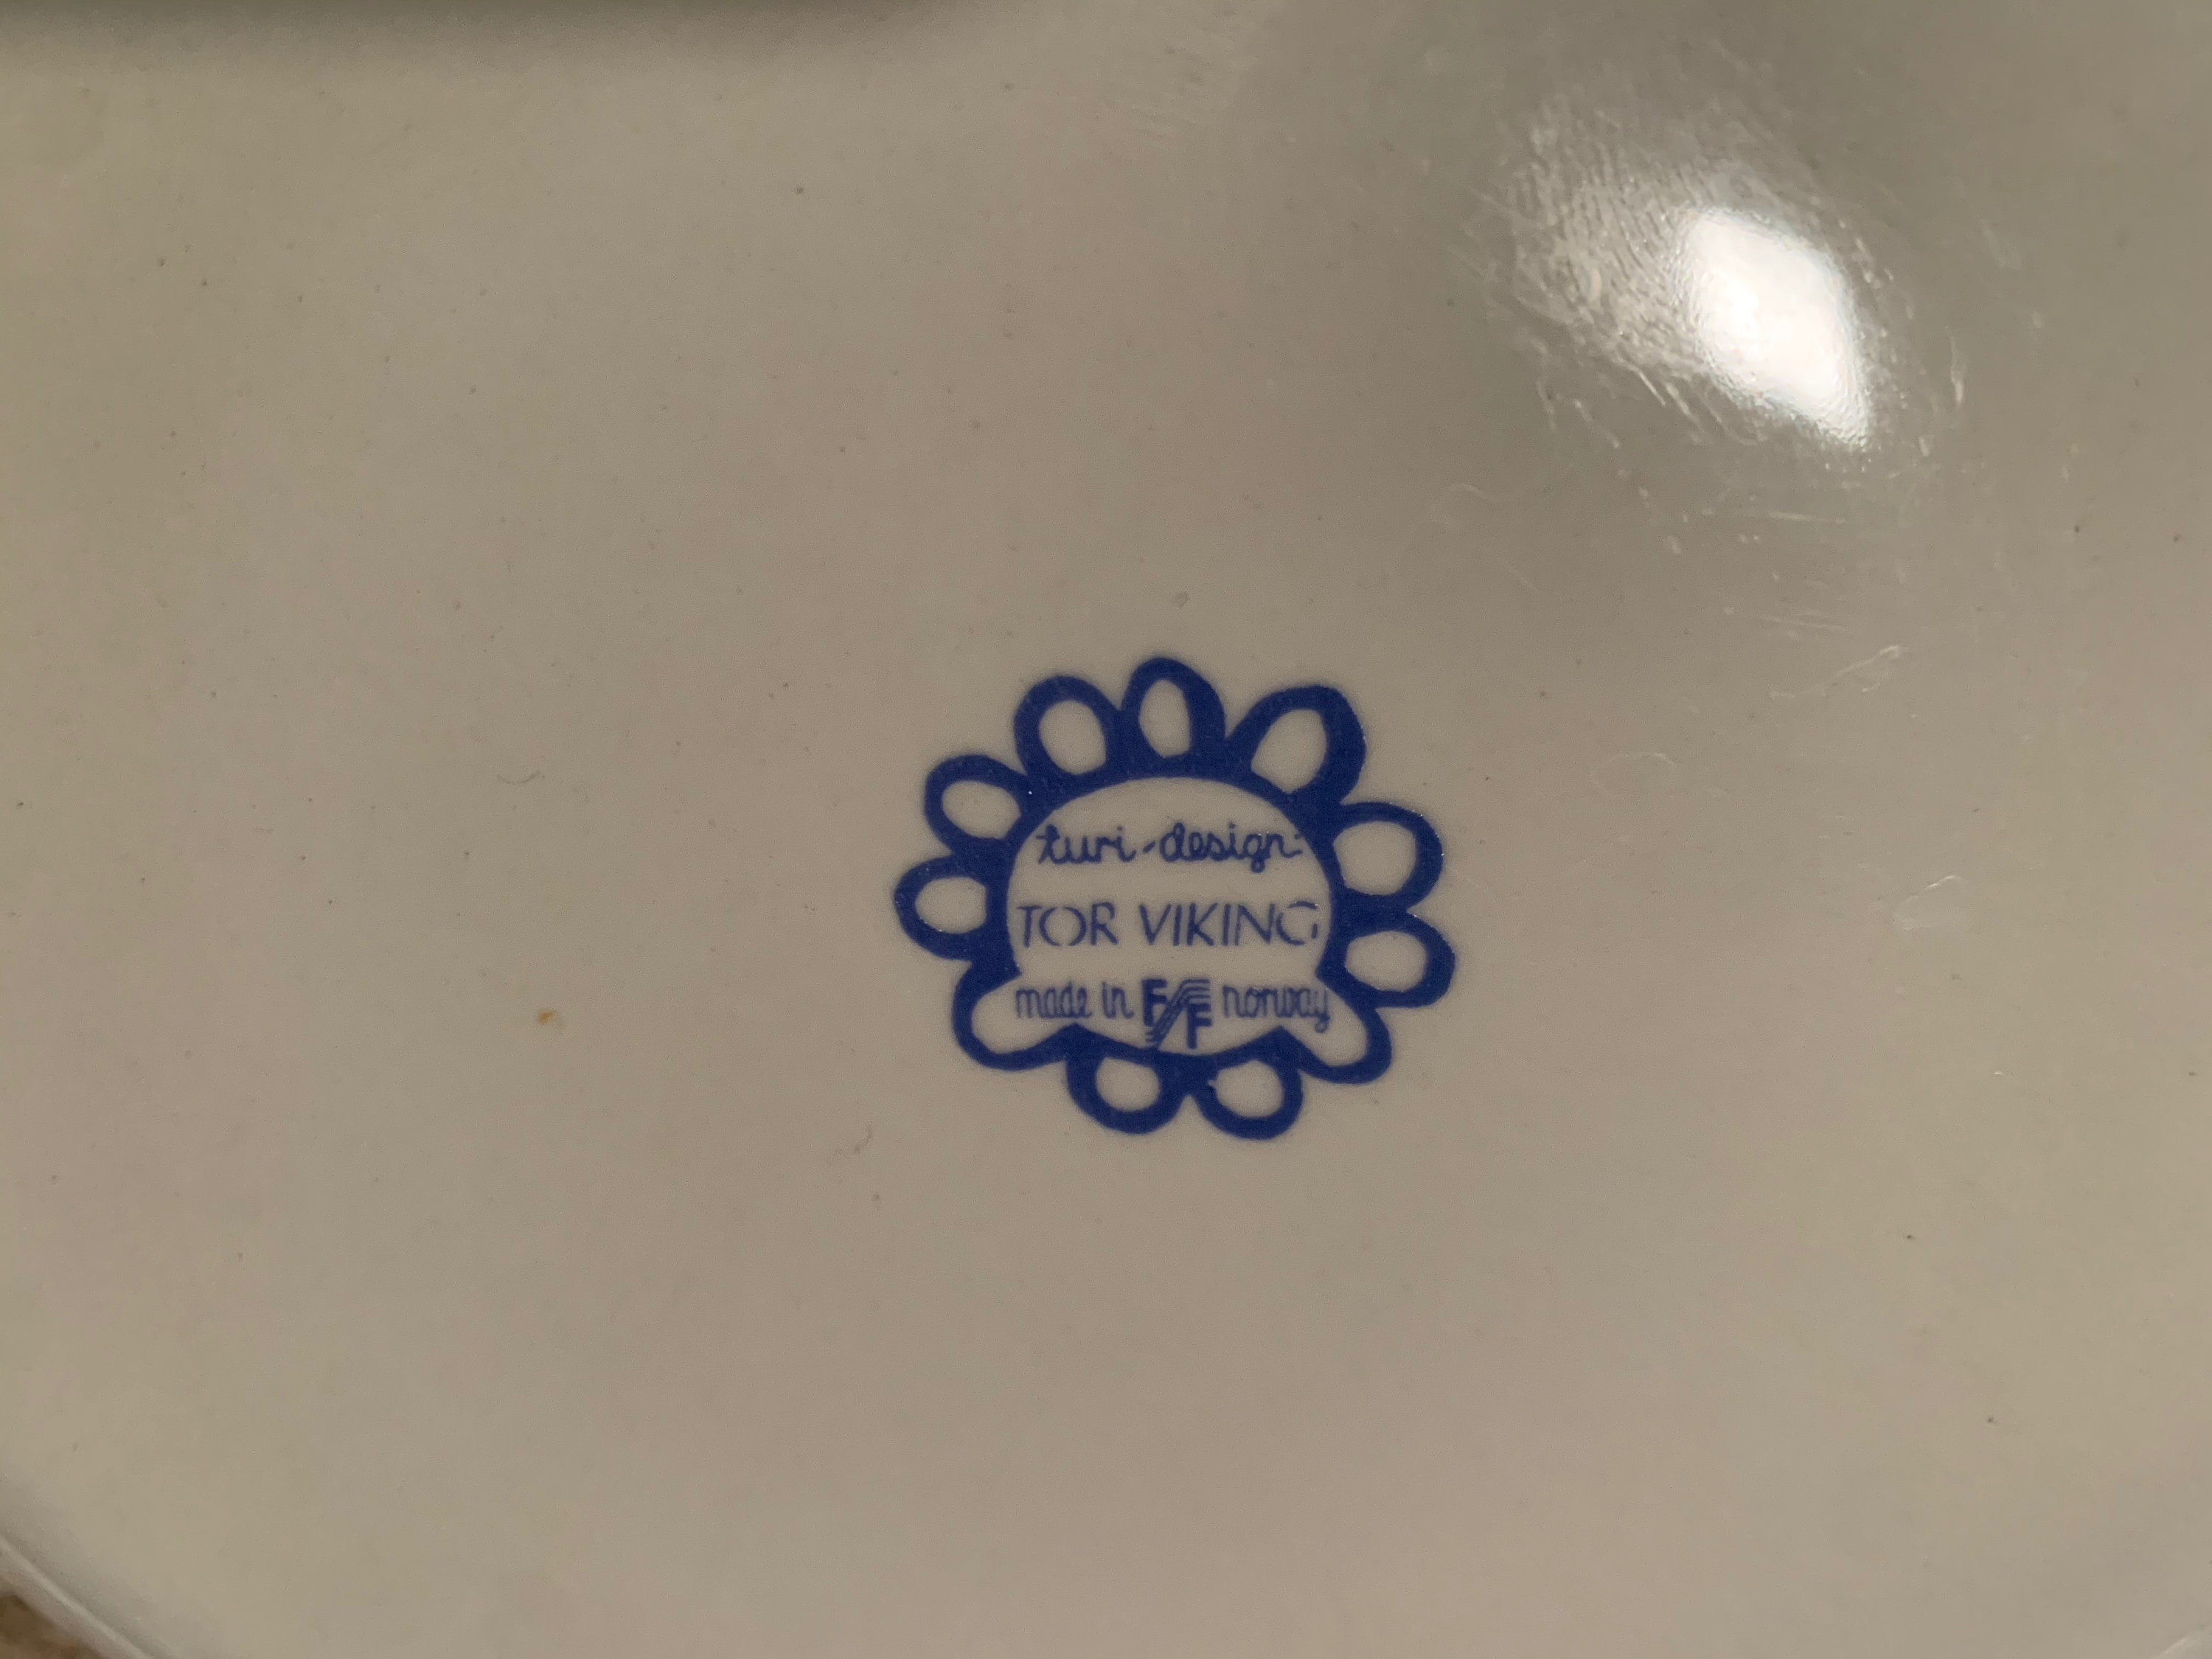 turi-design
TOR VIKING
made in F/F norway